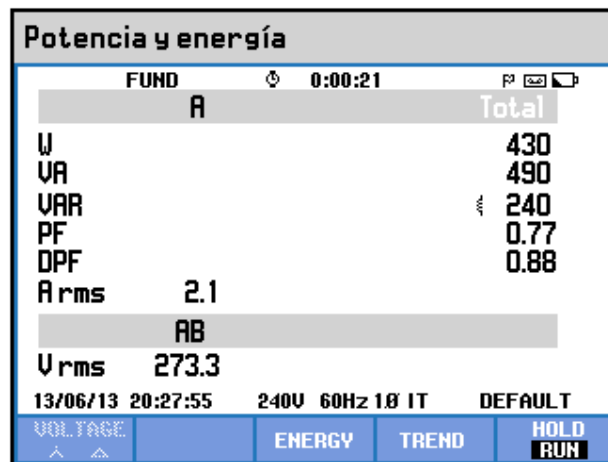 Potencia y energía
FUND 0:00:21
A Total
W 430
VA 490
VAR 240
PF 0.77
DPF 0.88
A rms 2.1
AB
V rms 273.3
13/06/13 20:27:55 240V 60Hz 1.Ø IT DEFAULT
VOLTAGE ENERGY TREND HOLD
RUN